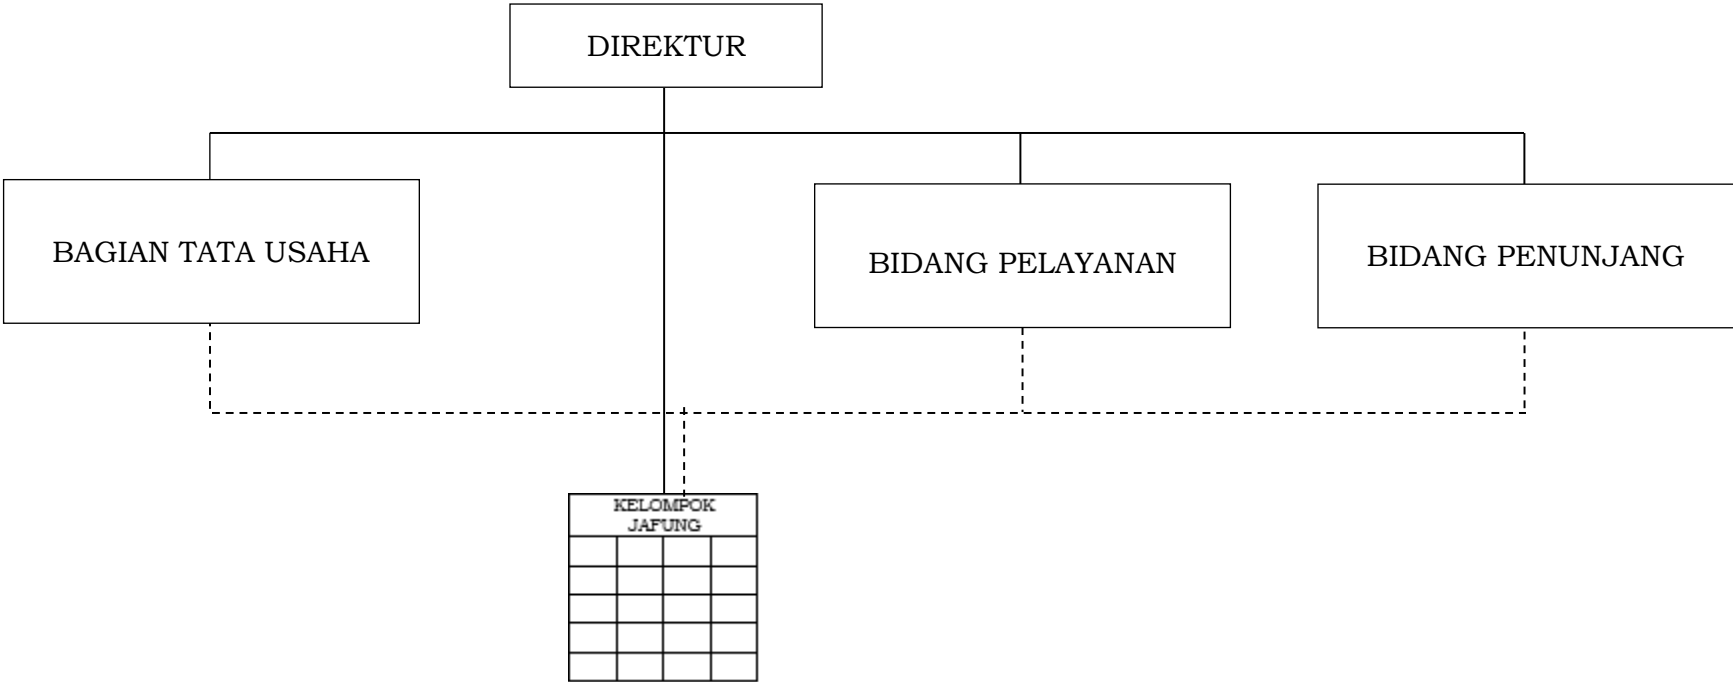 DIREKTUR
BAGIAN TATA USAHA
BIDANG PELAYANAN
BIDANG PENUNJANG
KELOMPOK
JAFUNG